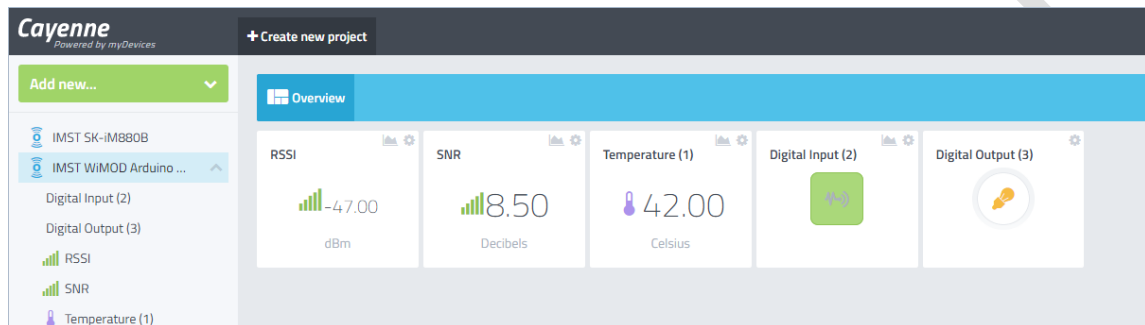 Cayenne
Powered by myDevices
+ Create new project
Add new...
Overview
IMST SK-iM880B
IMST WiMOD Arduino ...
Digital Input (2)
Digital Output (3)
RSSI
SNR
Temperature (1)
RSSI
-47.00
dBm
SNR
8.50
Decibels
Temperature (1)
42.00
Celsius
Digital Input (2)
Digital Output (3)